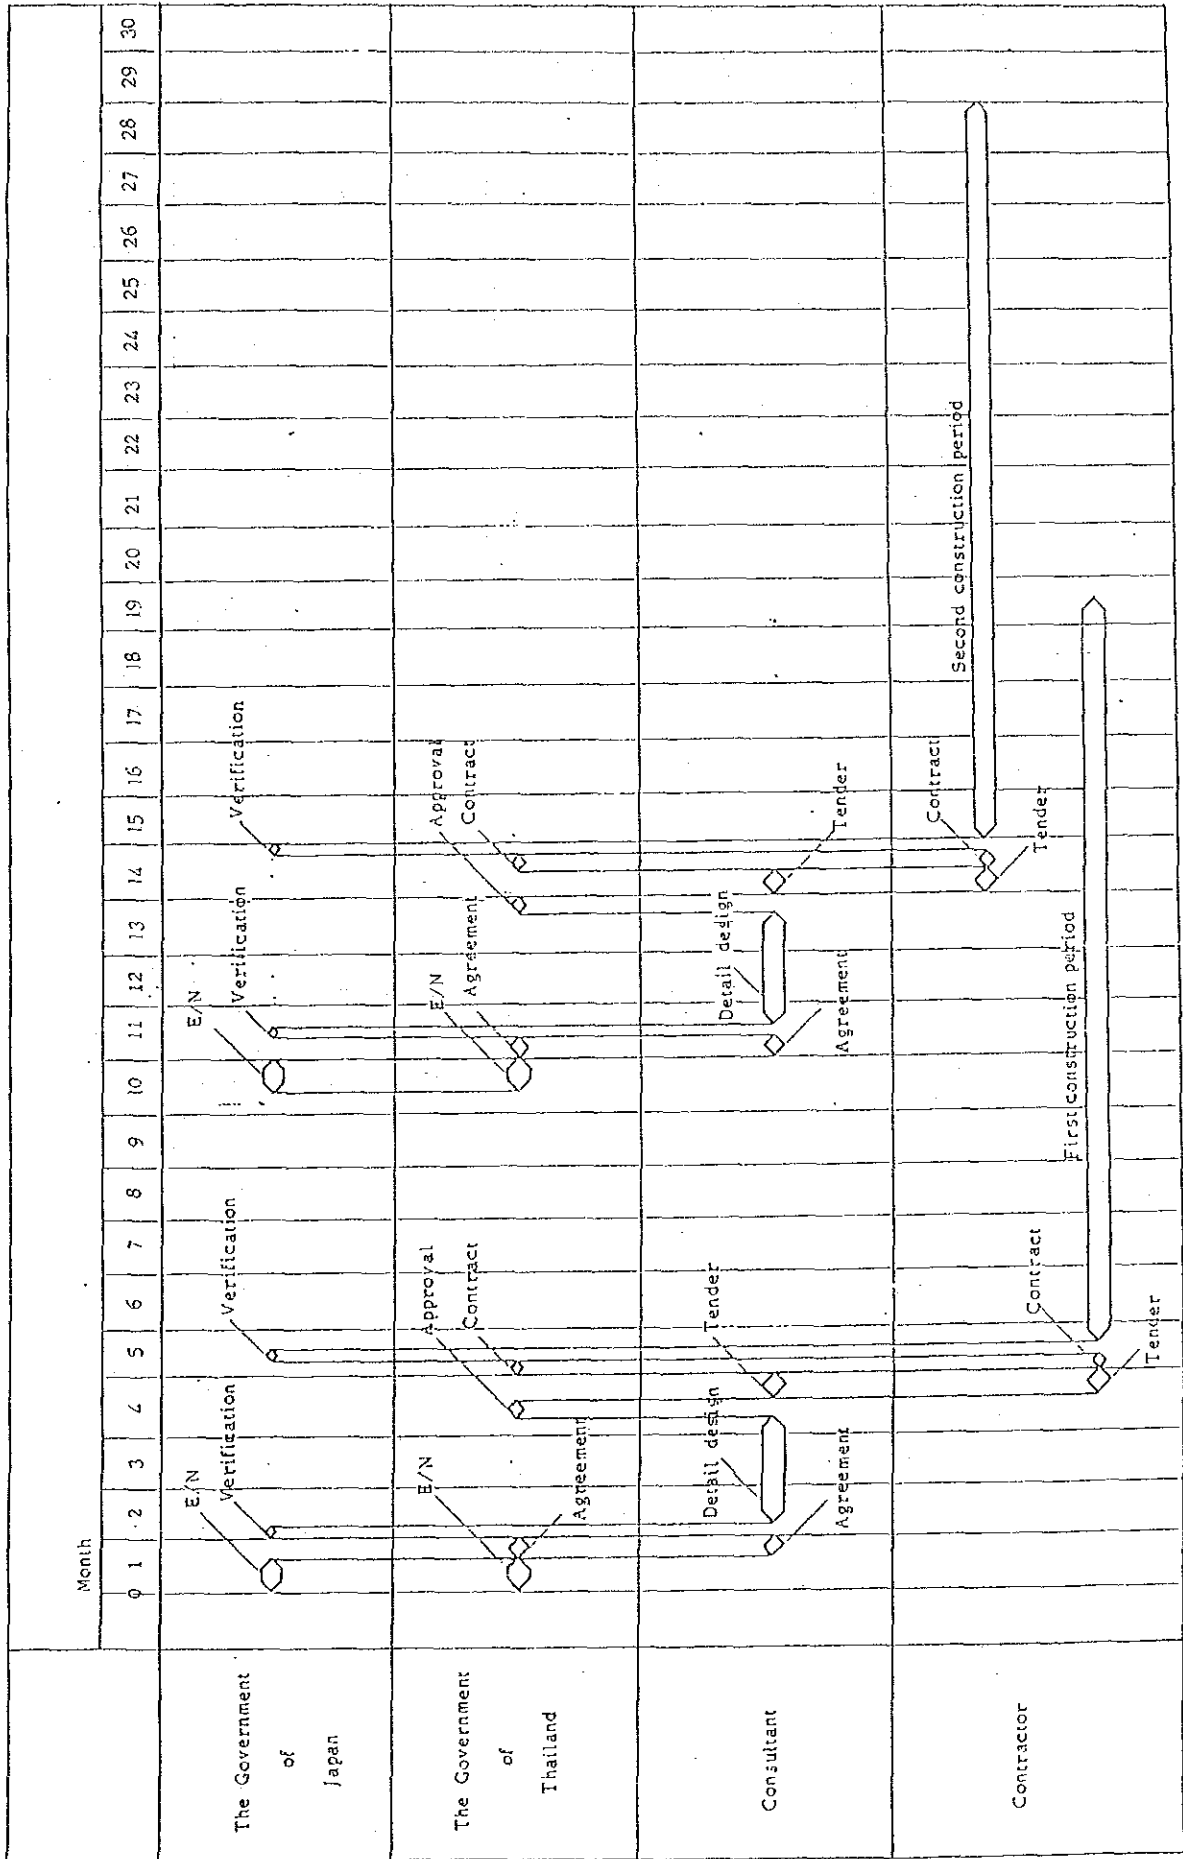 Month
0 1 2 3 4 5 6 7 8 9 10 11 12 13 14 15 16 17 18 19 20 21 22 23 24 25 26 27 28 29 30
The Government
of
Japan
E/N
Verification
Verification
E/N
Verification
Verification
The Government
of
Thailand
E/N
Agreement
Approval
Contract
E/N
Agreement
Approval
Contract
Consultant
Detail design
Agreement
Tender
Detail design
Agreement
Tender
Contractor
Second construction period
Contract
Tender
First construction period
Contract
Tender